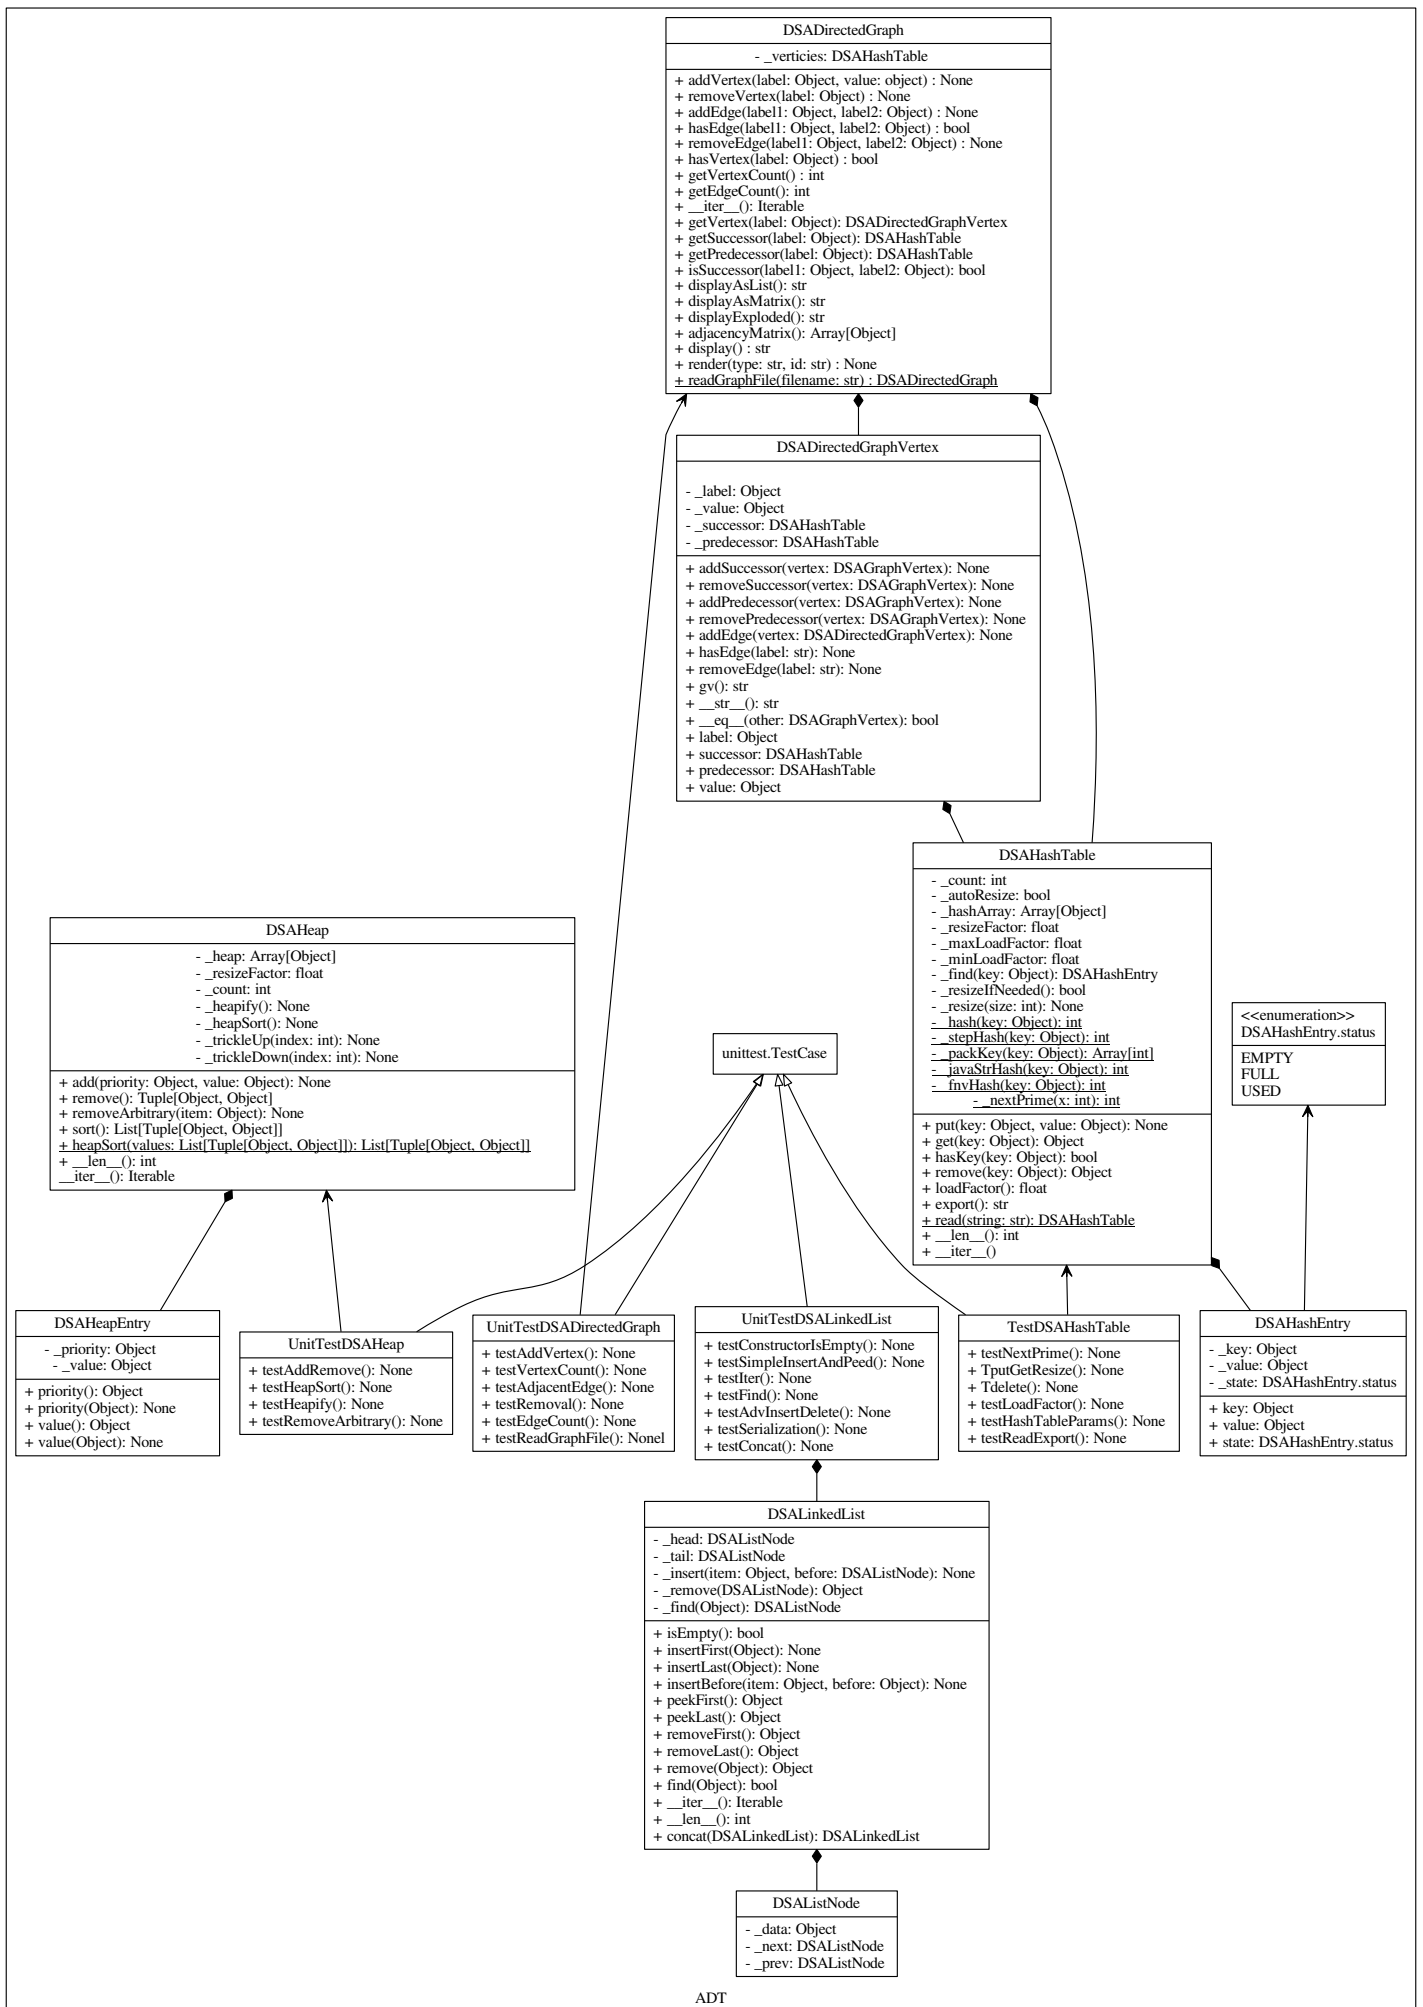 DSADirectedGraph
- _verticies: DSAHashTable
+ addVertex(label: Object, value: object) : None
+ removeVertex(label: Object) : None
+ addEdge(label1: Object, label2: Object) : None
+ hasEdge(label1: Object, label2: Object) : bool
+ removeEdge(label1: Object, label2: Object) : None
+ hasVertex(label: Object) : bool
+ getVertexCount() : int
+ getEdgeCount(): int
+ __iter__(): Iterable
+ getVertex(label: Object): DSADirectedGraphVertex
+ getSuccessor(label: Object): DSAHashTable
+ getPredecessor(label: Object): DSAHashTable
+ isSuccessor(label1: Object, label2: Object): bool
+ displayAsList(): str
+ displayAsMatrix(): str
+ displayExploded(): str
+ adjacencyMatrix(): Array[Object]
+ display() : str
+ render(type: str, id: str) : None
+ readGraphFile(filename: str) : DSADirectedGraph
DSADirectedGraphVertex
- _label: Object
- _value: Object
- _successor: DSAHashTable
- _predecessor: DSAHashTable
+ addSuccessor(vertex: DSAGraphVertex): None
+ removeSuccessor(vertex: DSAGraphVertex): None
+ addPredecessor(vertex: DSAGraphVertex): None
+ removePredecessor(vertex: DSAGraphVertex): None
+ addEdge(vertex: DSADirectedGraphVertex): None
+ hasEdge(label: str): None
+ removeEdge(label: str): None
+ gv(): str
+ __str__(): str
+ __eq__(other: DSAGraphVertex): bool
+ label: Object
+ successor: DSAHashTable
+ predecessor: DSAHashTable
+ value: Object
DSAHashTable
- _count: int
- _autoResize: bool
- _hashArray: Array[Object]
- _resizeFactor: float
- _maxLoadFactor: float
- _minLoadFactor: float
- _find(key: Object): DSAHashEntry
- _resizeIfNeeded(): bool
- _resize(size: int): None
- _hash(key: Object): int
- _stepHash(key: Object): int
- _packKey(key: Object): Array[int]
- _javaStrHash(key: Object): int
- _fnvHash(key: Object): int
- _nextPrime(x: int): int
+ put(key: Object, value: Object): None
+ get(key: Object): Object
+ hasKey(key: Object): bool
+ remove(key: Object): Object
+ loadFactor(): float
+ export(): str
+ read(string: str): DSAHashTable
+ __len__(): int
+ __iter__()
DSAHeap
- _heap: Array[Object]
- _resizeFactor: float
- _count: int
- _heapify(): None
- _heapSort(): None
- _trickleUp(index: int): None
- _trickleDown(index: int): None
+ add(priority: Object, value: Object): None
+ remove(): Tuple[Object, Object]
+ removeArbitrary(item: Object): None
+ sort(): List[Tuple[Object, Object]]
+ heapSort(values: List[Tuple[Object, Object]]): List[Tuple[Object, Object]]
+ __len__(): int
__iter__(): Iterable
<<enumeration>>
DSAHashEntry.status
EMPTY
FULL
USED
unittest.TestCase
DSAHeapEntry
- _priority: Object
- _value: Object
+ priority(): Object
+ priority(Object): None
+ value(): Object
+ value(Object): None
UnitTestDSAHeap
+ testAddRemove(): None
+ testHeapSort(): None
+ testHeapify(): None
+ testRemoveArbitrary(): None
UnitTestDSADirectedGraph
+ testAddVertex(): None
+ testVertexCount(): None
+ testAdjacentEdge(): None
+ testRemoval(): None
+ testEdgeCount(): None
+ testReadGraphFile(): Nonel
UnitTestDSALinkedList
+ testConstructorIsEmpty(): None
+ testSimpleInsertAndPeed(): None
+ testIter(): None
+ testFind(): None
+ testAdvInsertDelete(): None
+ testSerialization(): None
+ testConcat(): None
TestDSAHashTable
+ testNextPrime(): None
+ TputGetResize(): None
+ Tdelete(): None
+ testLoadFactor(): None
+ testHashTableParams(): None
+ testReadExport(): None
DSAHashEntry
- _key: Object
- _value: Object
- _state: DSAHashEntry.status
+ key: Object
+ value: Object
+ state: DSAHashEntry.status
DSALinkedList
- _head: DSAListNode
- _tail: DSAListNode
- _insert(item: Object, before: DSAListNode): None
- _remove(DSAListNode): Object
- _find(Object): DSAListNode
+ isEmpty(): bool
+ insertFirst(Object): None
+ insertLast(Object): None
+ insertBefore(item: Object, before: Object): None
+ peekFirst(): Object
+ peekLast(): Object
+ removeFirst(): Object
+ removeLast(): Object
+ remove(Object): Object
+ find(Object): bool
+ __iter__(): Iterable
+ __len__(): int
+ concat(DSALinkedList): DSALinkedList
DSAListNode
- _data: Object
- _next: DSAListNode
- _prev: DSAListNode
ADT